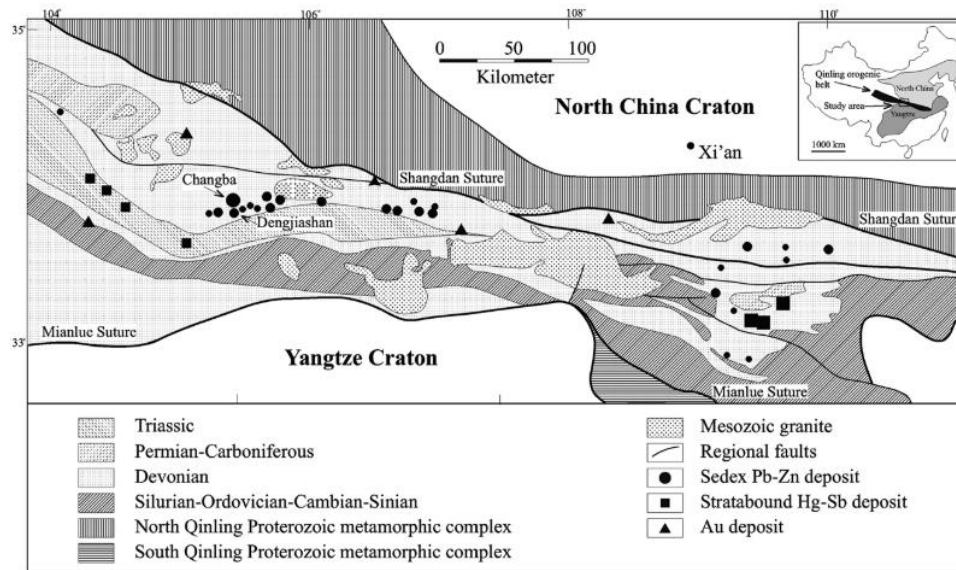 104°
106°
108°
110°
35°
0 50 100
Kilometer
North China Craton
Qinling orogenic
belt
North China
Study area
Yangtze
1000 km
Xi'an
Changba
Shangdan Suture
Dengjiashan
Shangdan Suture
Mianlue Suture
33°
Yangtze Craton
Mianlue Suture
Triassic
Permian-Carboniferous
Devonian
Silurian-Ordovician-Cambian-Sinian
North Qinling Proterozoic metamorphic complex
South Qinling Proterozoic metamorphic complex
Mesozoic granite
Regional faults
Sedex Pb-Zn deposit
Stratabound Hg-Sb deposit
Au deposit